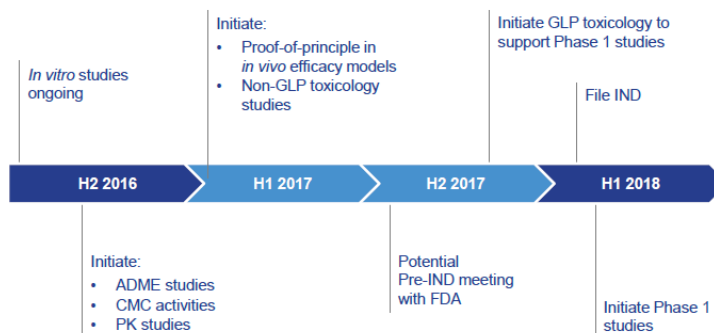 Initiate:
• Proof-of-principle in
in vivo efficacy models
• Non-GLP toxicology
studies
Initiate GLP toxicology to
support Phase 1 studies
In vitro studies
ongoing
File IND
H2 2016
H1 2017
H2 2017
H1 2018
Initiate:
• ADME studies
• CMC activities
• PK studies
Potential
Pre-IND meeting
with FDA
Initiate Phase 1
studies